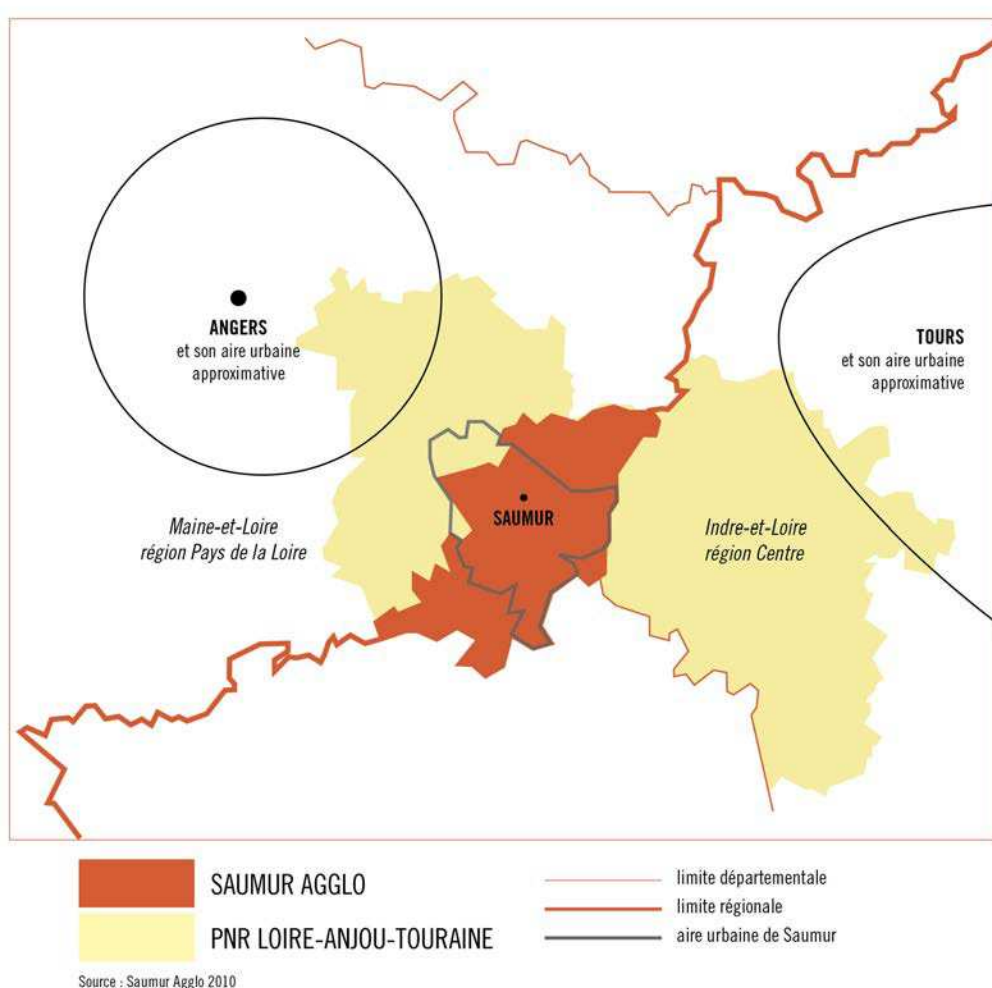 ANGERS
et son aire urbaine
approximative
TOURS
et son aire urbaine
approximative
SAUMUR
Maine-et-Loire
région Pays de la Loire
Indre-et-Loire
région Centre
SAUMUR AGGLO
PNR LOIRE-ANJOU-TOURAINE
limite départementale
limite régionale
aire urbaine de Saumur
Source : Saumur Agglo 2010